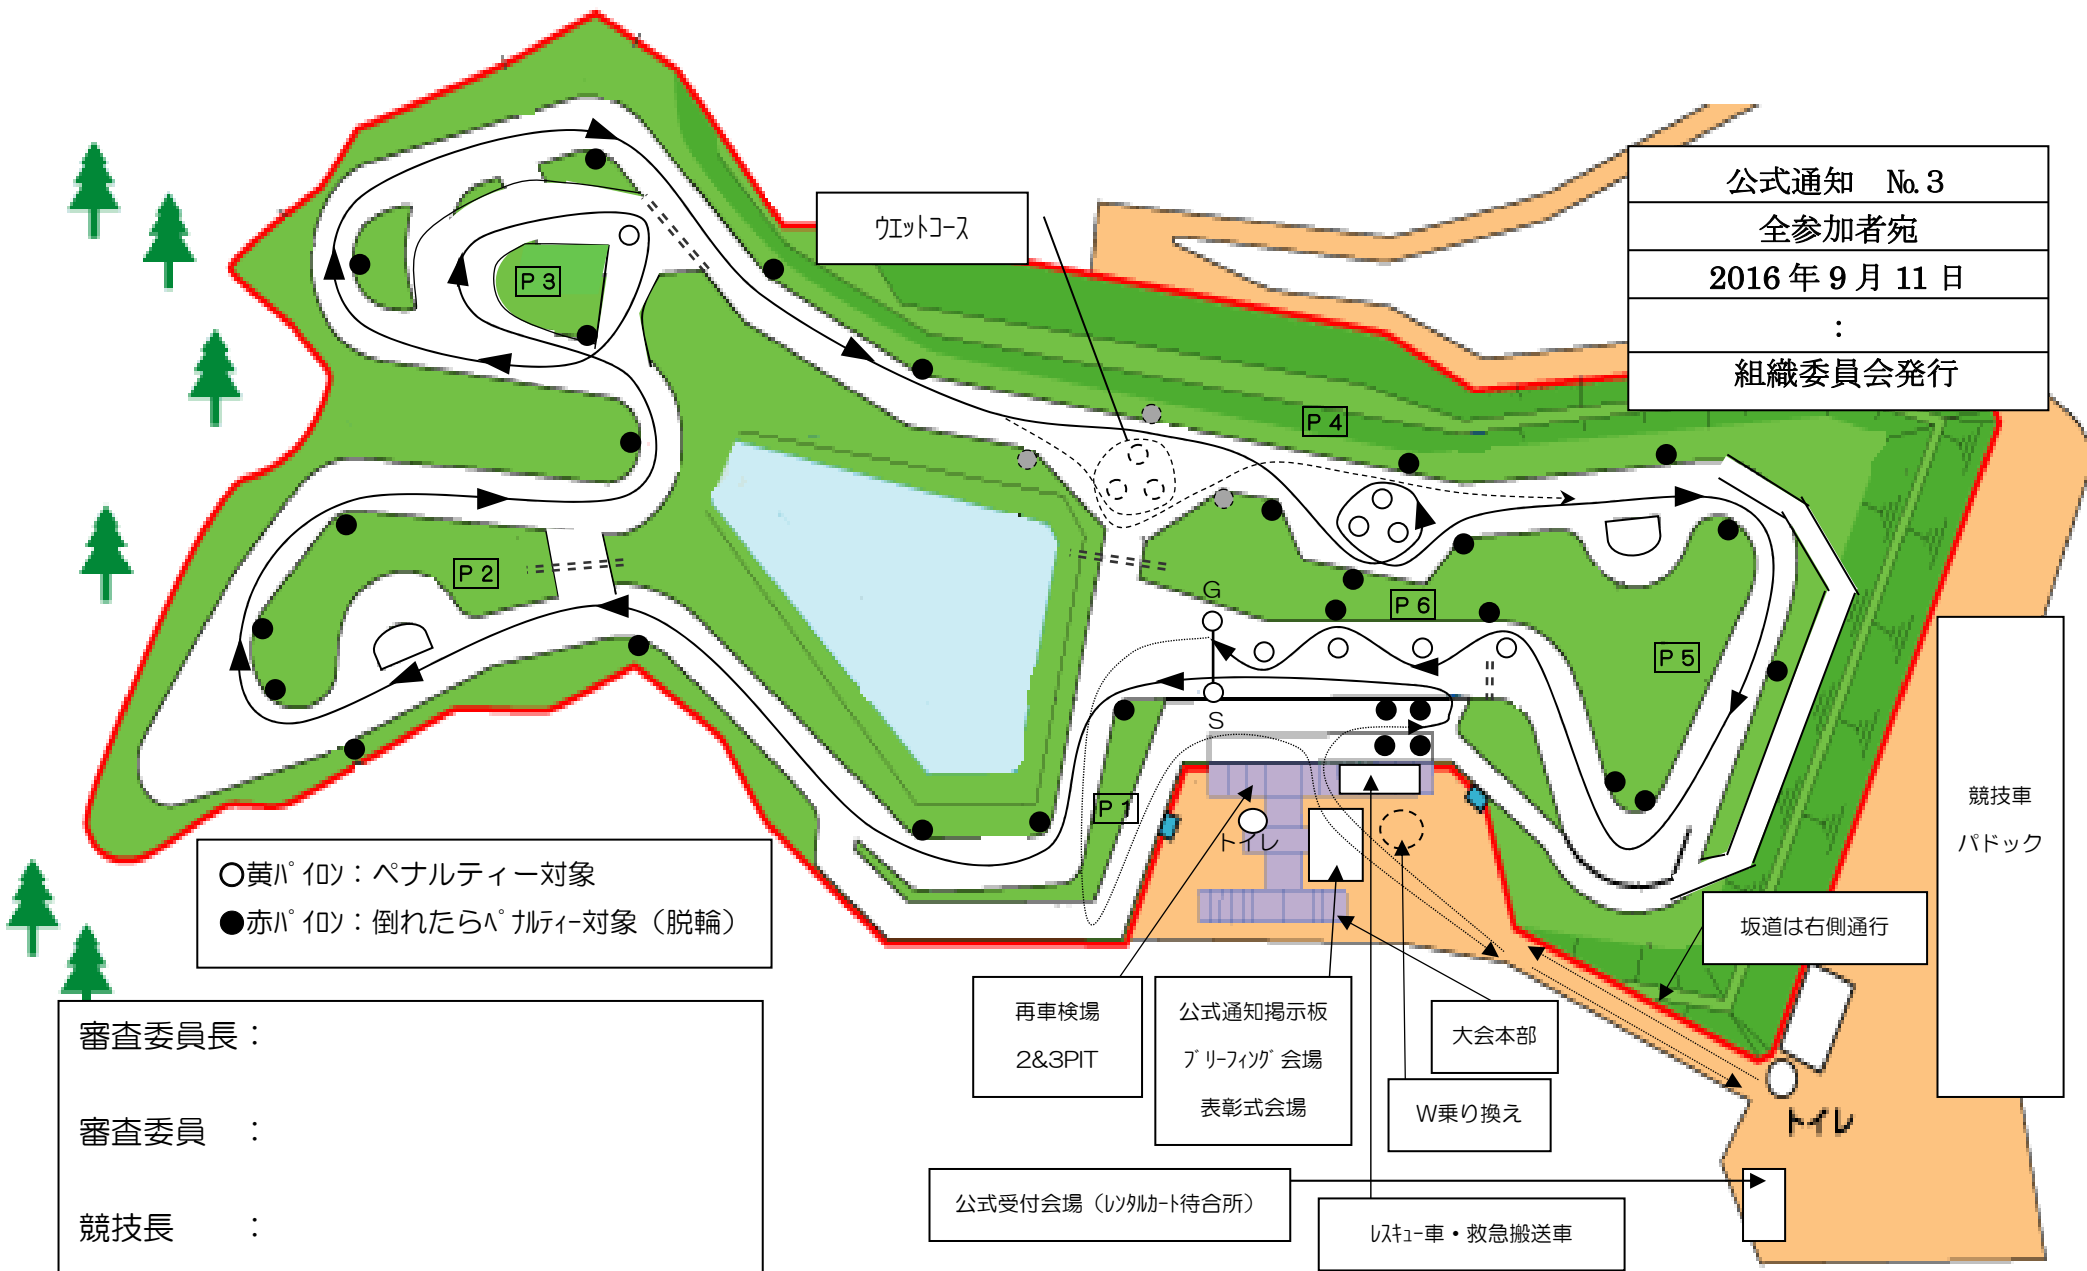 公式通知　№3
全参加者宛
2016年9月11日
：
組織委員会発行
ｳｴｯﾄｺｰｽ
P3
P4
P2
P6
G
P5
S
P1
トイレ
競技車
パドック
○黄ﾊﾟｲﾛﾝ：ペナルティー対象
●赤ﾊﾟｲﾛﾝ：倒れたらﾍﾟﾅﾙﾃｨｰ対象（脱輪）
坂道は右側通行
再車検場
2&3PIT
公式通知掲示板
ﾌﾞﾘｰﾌｨﾝｸﾞ会場
表彰式会場
大会本部
W乗り換え
トイレ
審査委員長：
審査委員　：
競技長　　：
公式受付会場（ﾚﾝﾀﾙｶｰﾄ待合所）
ﾚｽｷｭｰ車・救急搬送車